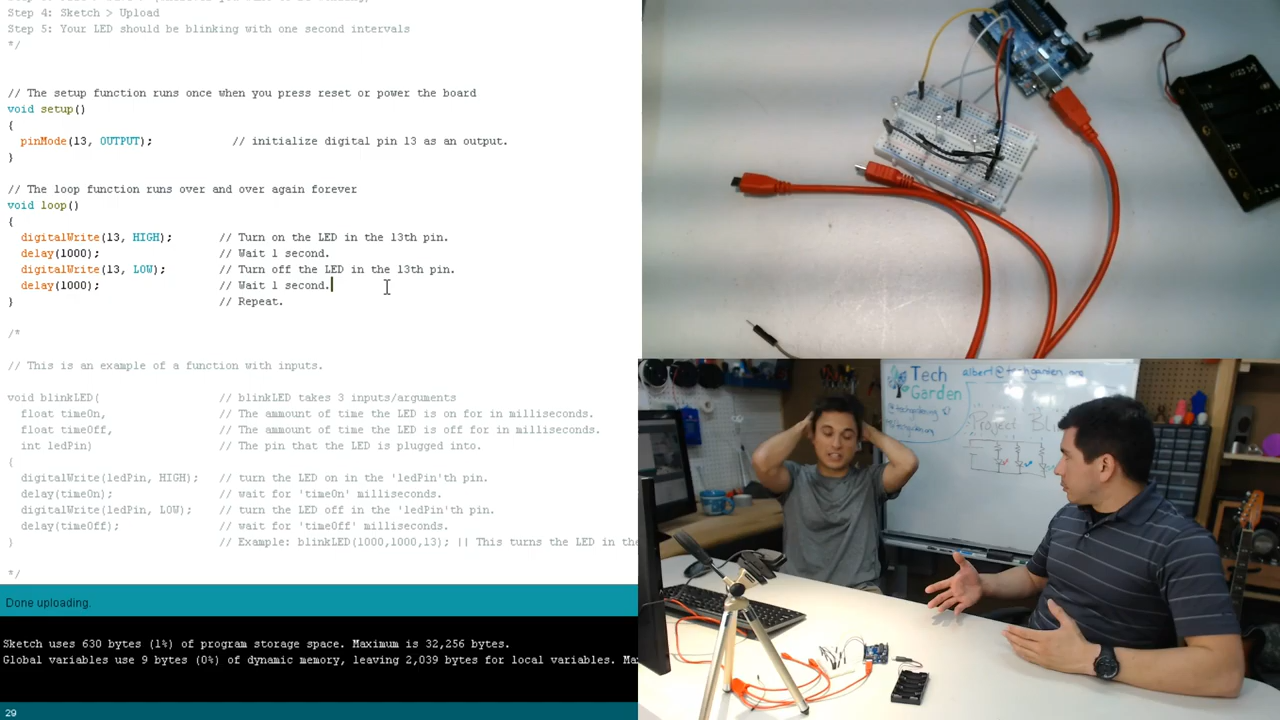 Step 4: Sketch > Upload
Step 5: Your LED should be blinking with one second intervals
*/
// The setup function runs once when you press reset or power the board
void setup()
{
pinMode(13, OUTPUT); // initialize digital pin 13 as an output.
}
// The loop function runs over and over again forever
void loop()
{
digitalWrite(13, HIGH); // Turn on the LED in the 13th pin.
delay(1000); // Wait 1 second.
digitalWrite(13, LOW); // Turn off the LED in the 13th pin.
delay(1000); // Wait 1 second.
} // Repeat.
/*
// This is an example of a function with inputs.
void blinkLED( // blinkLED takes 3 inputs/arguments
float timeOn, // The ammount of time the LED is on for in milliseconds.
float timeOff, // The ammount of time the LED is off for in milliseconds.
int ledPin) // The pin that the LED is plugged into.
{
digitalWrite(ledPin, HIGH); // turn the LED on in the 'ledPin'th pin.
delay(timeOn); // wait for 'timeOn' milliseconds.
digitalWrite(ledPin, LOW); // turn the LED off in the 'ledPin'th pin.
delay(timeOff); // wait for 'timeOff' milliseconds.
} // Example: blinkLED(1000,1000,13); || This turns the LED in the
*/
Done uploading.
Sketch uses 630 bytes (1%) of program storage space. Maximum is 32,256 bytes.
Global variables use 9 bytes (0%) of dynamic memory, leaving 2,039 bytes for local variables. Ma
29
Tech
Garden
albert@techgarden.org
Project